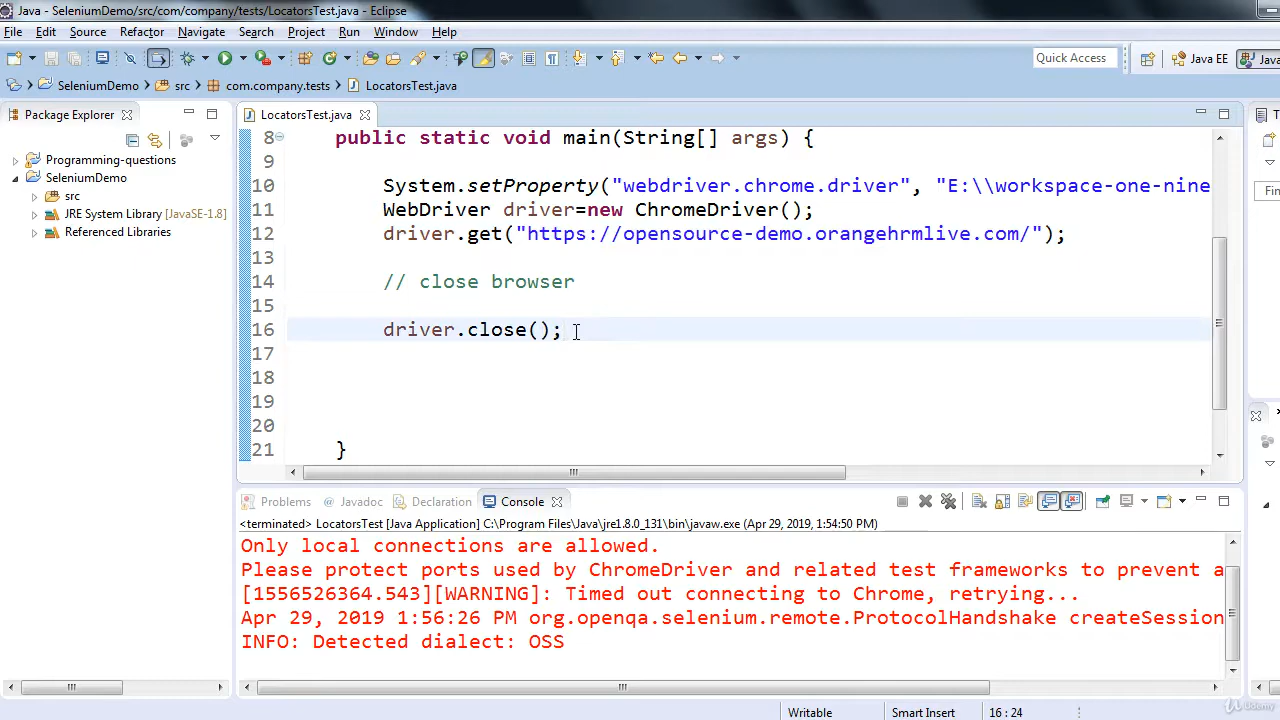 Java - SeleniumDemo/src/com/company/tests/LocatorsTest.java - Eclipse
File Edit Source Refactor Navigate Search Project Run Window Help
Quick Access
Java EE
Java
SeleniumDemo
src
com.company.tests
LocatorsTest.java
Package Explorer
Programming-questions
SeleniumDemo
src
JRE System Library [JavaSE-1.8]
Referenced Libraries
LocatorsTest.java
8 public static void main(String[] args) {
9
10 System.setProperty("webdriver.chrome.driver", "E:\\workspace-one-nine
11 WebDriver driver=new ChromeDriver();
12 driver.get("https://opensource-demo.orangehrmlive.com/");
13
14 // close browser
15
16 driver.close();
17
18
19
20
21 }
T
Fin
Problems @ Javadoc Declaration Console
<terminated> LocatorsTest [Java Application] C:\Program Files\Java\jre1.8.0_131\bin\javaw.exe (Apr 29, 2019, 1:54:50 PM)
Only local connections are allowed.
Please protect ports used by ChromeDriver and related test frameworks to prevent a
[1556526364.543][WARNING]: Timed out connecting to Chrome, retrying...
Apr 29, 2019 1:56:26 PM org.openqa.selenium.remote.ProtocolHandshake createSession
INFO: Detected dialect: OSS
Writable
Smart Insert
16 : 24
Udemy